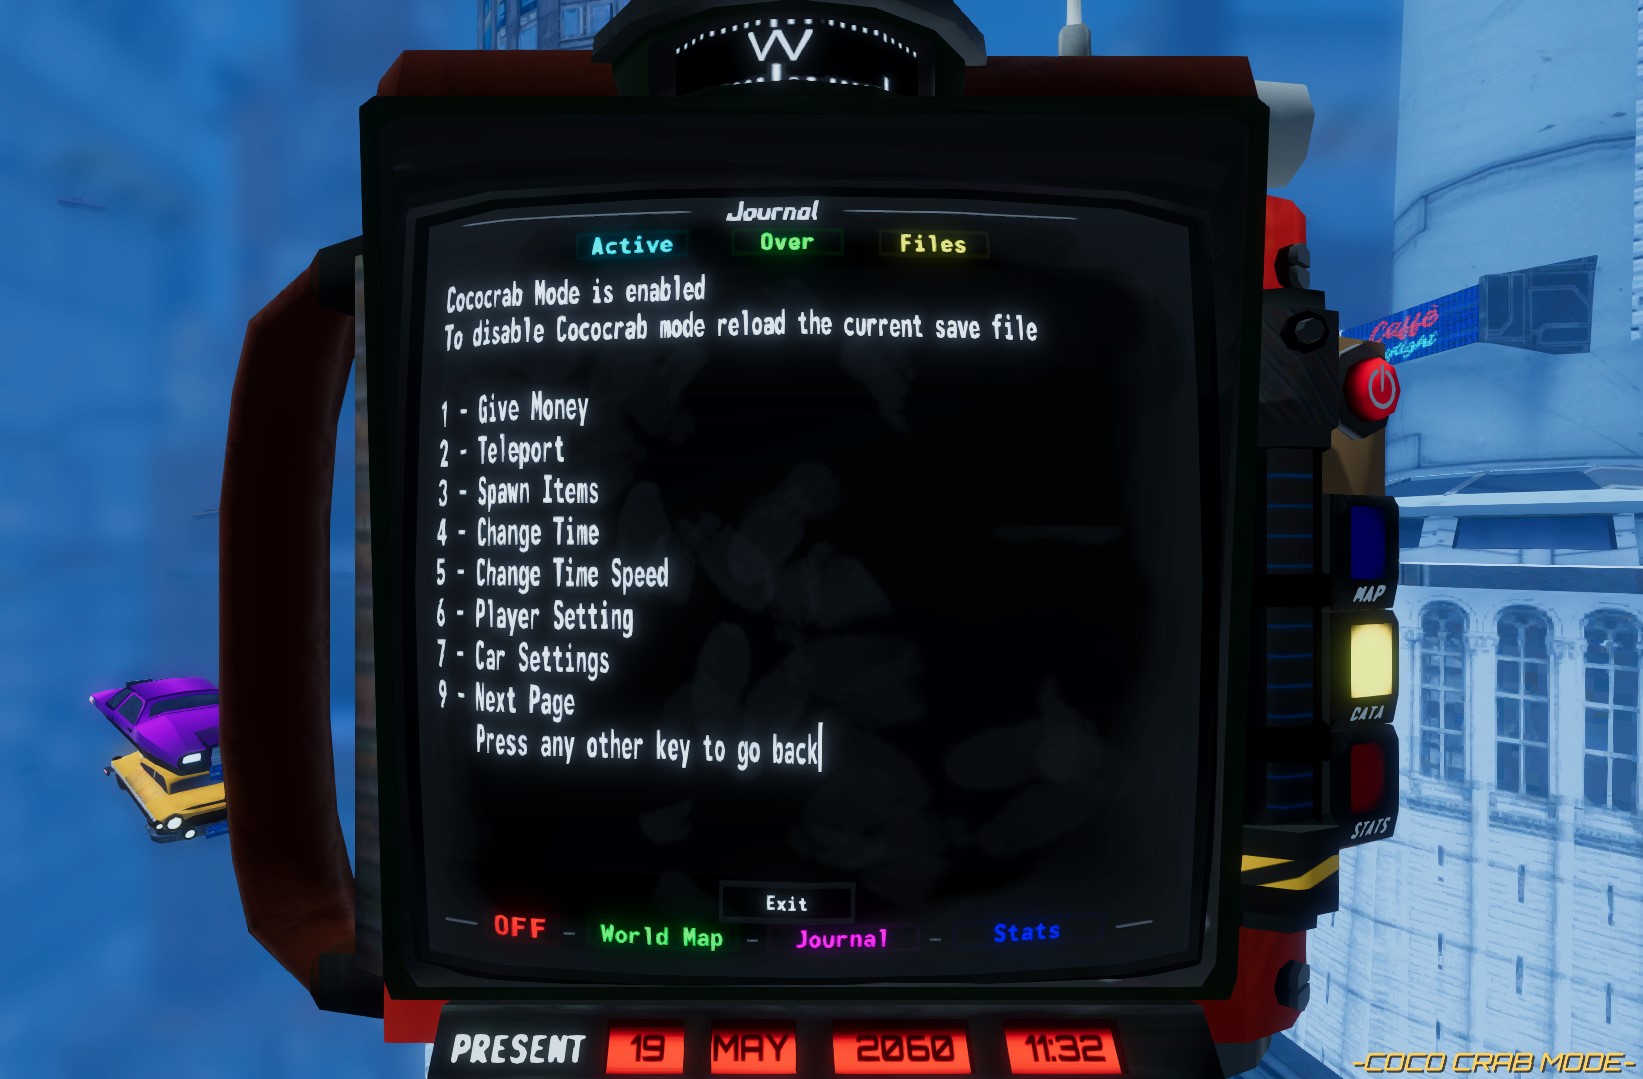 W
Journal
Active Over Files
Cococrab Mode is enabled
To disable Cococrab mode reload the current save file
1 - Give Money
2 - Teleport
3 - Spawn Items
4 - Change Time
5 - Change Time Speed
6 - Player Setting
7 - Car Settings
9 - Next Page
Press any other key to go back
Exit
OFF - World Map - Journal - Stats
Caffè
MAP
DATA
STATS
PRESENT 19 MAY 2060 11:32
-COCO CRAB MODE-